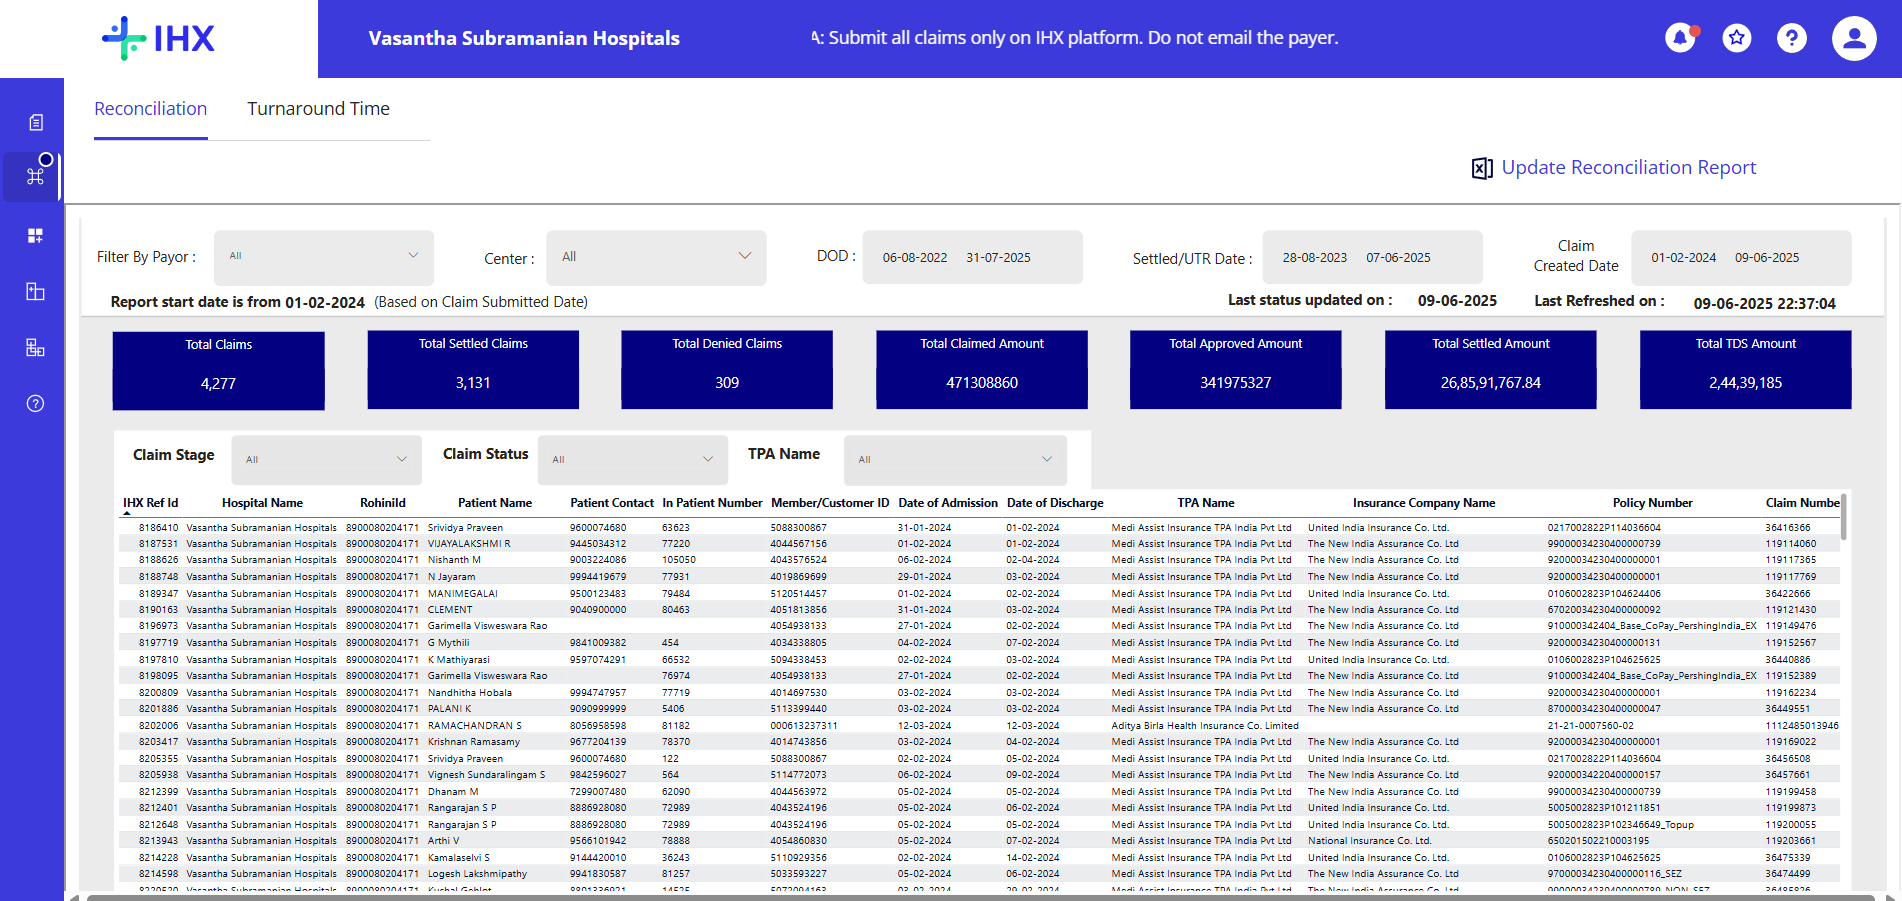 IHX
Vasantha Subramanian Hospitals
A: Submit all claims only on IHX platform. Do not email the payer.
Reconciliation Turnaround Time
Update Reconciliation Report
Filter By Payor : All Center : All DOD : 06-08-2022 31-07-2025 Settled/UTR Date : 28-08-2023 07-06-2025 Claim Created Date 01-02-2024 09-06-2025
Report start date is from 01-02-2024 (Based on Claim Submitted Date) Last status updated on : 09-06-2025 Last Refreshed on : 09-06-2025 22:37:04
Total Claims Total Settled Claims Total Denied Claims Total Claimed Amount Total Approved Amount Total Settled Amount Total TDS Amount
4,277 3,131 309 471308860 341975327 26,85,91,767.84 2,44,39,185
Claim Stage All Claim Status All TPA Name All
IHX Ref Id Hospital Name RohiniId Patient Name Patient Contact In Patient Number Member/Customer ID Date of Admission Date of Discharge TPA Name Insurance Company Name Policy Number Claim Numbe
8186410 Vasantha Subramanian Hospitals 8900080204171 Srividya Praveen 9600074680 63623 5088300867 31-01-2024 01-02-2024 Medi Assist Insurance TPA India Pvt Ltd United India Insurance Co. Ltd. 0217002822P114036604 36416366
8187531 Vasantha Subramanian Hospitals 8900080204171 VIJAYALAKSHMI R 9445034312 77220 4044567156 01-02-2024 01-02-2024 Medi Assist Insurance TPA India Pvt Ltd The New India Assurance Co. Ltd 99000034230400000739 119114060
8188626 Vasantha Subramanian Hospitals 8900080204171 Nishanth M 9003224086 105050 4043576524 06-02-2024 02-04-2024 Medi Assist Insurance TPA India Pvt Ltd The New India Assurance Co. Ltd 92000034230400000001 119117365
8188748 Vasantha Subramanian Hospitals 8900080204171 N Jayaram 9994419679 77931 4019869699 29-01-2024 03-02-2024 Medi Assist Insurance TPA India Pvt Ltd The New India Assurance Co. Ltd 92000034230400000001 119117769
8189347 Vasantha Subramanian Hospitals 8900080204171 MANIMEGALAI 9500123483 79484 5120514457 01-02-2024 02-02-2024 Medi Assist Insurance TPA India Pvt Ltd United India Insurance Co. Ltd. 0106002823P104624406 36422666
8190163 Vasantha Subramanian Hospitals 8900080204171 CLEMENT 9040900000 80463 4051813856 31-01-2024 03-02-2024 Medi Assist Insurance TPA India Pvt Ltd The New India Assurance Co. Ltd 67020034230400000092 119121430
8196973 Vasantha Subramanian Hospitals 8900080204171 Garimella Visweswara Rao 4054938133 27-01-2024 02-02-2024 Medi Assist Insurance TPA India Pvt Ltd The New India Assurance Co. Ltd 910000342404_Base_CoPay_PershingIndia_EX 119149476
8197719 Vasantha Subramanian Hospitals 8900080204171 G Mythili 9841009382 454 4034338805 04-02-2024 07-02-2024 Medi Assist Insurance TPA India Pvt Ltd The New India Assurance Co. Ltd 92000034230400000131 119152567
8197810 Vasantha Subramanian Hospitals 8900080204171 K Mathiyarasi 9597074291 66532 5094338453 02-02-2024 03-02-2024 Medi Assist Insurance TPA India Pvt Ltd United India Insurance Co. Ltd. 0106002823P104625625 36440886
8198095 Vasantha Subramanian Hospitals 8900080204171 Garimella Visweswara Rao 76974 4054938133 27-01-2024 02-02-2024 Medi Assist Insurance TPA India Pvt Ltd The New India Assurance Co. Ltd 910000342404_Base_CoPay_PershingIndia_EX 119152389
8200809 Vasantha Subramanian Hospitals 8900080204171 Nandhitha Hobala 9994747957 77719 4014697530 03-02-2024 03-02-2024 Medi Assist Insurance TPA India Pvt Ltd The New India Assurance Co. Ltd 92000034230400000001 119162234
8201886 Vasantha Subramanian Hospitals 8900080204171 PALANI K 9090999999 5406 5113399440 03-02-2024 03-02-2024 Medi Assist Insurance TPA India Pvt Ltd The New India Assurance Co. Ltd 87000034230400000047 36449551
8202006 Vasantha Subramanian Hospitals 8900080204171 RAMACHANDRAN S 8056958598 81182 000613237311 12-03-2024 12-03-2024 Aditya Birla Health Insurance Co. Limited 21-21-0007560-02 1112485013946
8203417 Vasantha Subramanian Hospitals 8900080204171 Krishnan Ramasamy 9677204139 78370 4014743856 03-02-2024 04-02-2024 Medi Assist Insurance TPA India Pvt Ltd The New India Assurance Co. Ltd 92000034230400000001 119169022
8205355 Vasantha Subramanian Hospitals 8900080204171 Srividya Praveen 9600074680 122 5088300867 02-02-2024 05-02-2024 Medi Assist Insurance TPA India Pvt Ltd United India Insurance Co. Ltd. 0217002822P114036604 36456508
8205938 Vasantha Subramanian Hospitals 8900080204171 Vignesh Sundaralingam S 9842596027 564 5114772073 06-02-2024 09-02-2024 Medi Assist Insurance TPA India Pvt Ltd The New India Assurance Co. Ltd 92000034220400000157 36457661
8212399 Vasantha Subramanian Hospitals 8900080204171 Dhanam M 7299007480 62090 4044563972 05-02-2024 05-02-2024 Medi Assist Insurance TPA India Pvt Ltd The New India Assurance Co. Ltd 99000034230400000739 119199458
8212401 Vasantha Subramanian Hospitals 8900080204171 Rangarajan S P 8886928080 72989 4043524196 05-02-2024 06-02-2024 Medi Assist Insurance TPA India Pvt Ltd United India Insurance Co. Ltd. 5005002823P101211851 119199873
8212648 Vasantha Subramanian Hospitals 8900080204171 Rangarajan S P 8886928080 72989 4043524196 05-02-2024 05-02-2024 Medi Assist Insurance TPA India Pvt Ltd United India Insurance Co. Ltd. 5005002823P102346649_Topup 119200055
8213943 Vasantha Subramanian Hospitals 8900080204171 Arthi V 9566101942 78888 4054860830 05-02-2024 07-02-2024 Medi Assist Insurance TPA India Pvt Ltd National Insurance Co. Ltd. 650201502210003195 119203661
8214228 Vasantha Subramanian Hospitals 8900080204171 Kamalaselvi S 9144420010 36243 5110929356 02-02-2024 14-02-2024 Medi Assist Insurance TPA India Pvt Ltd United India Insurance Co. Ltd. 0106002823P104625625 36475339
8214598 Vasantha Subramanian Hospitals 8900080204171 Logesh Lakshmipathy 9941830587 81257 5033593227 05-02-2024 06-02-2024 Medi Assist Insurance TPA India Pvt Ltd The New India Assurance Co. Ltd 97000034230400000116_SEZ 36474499